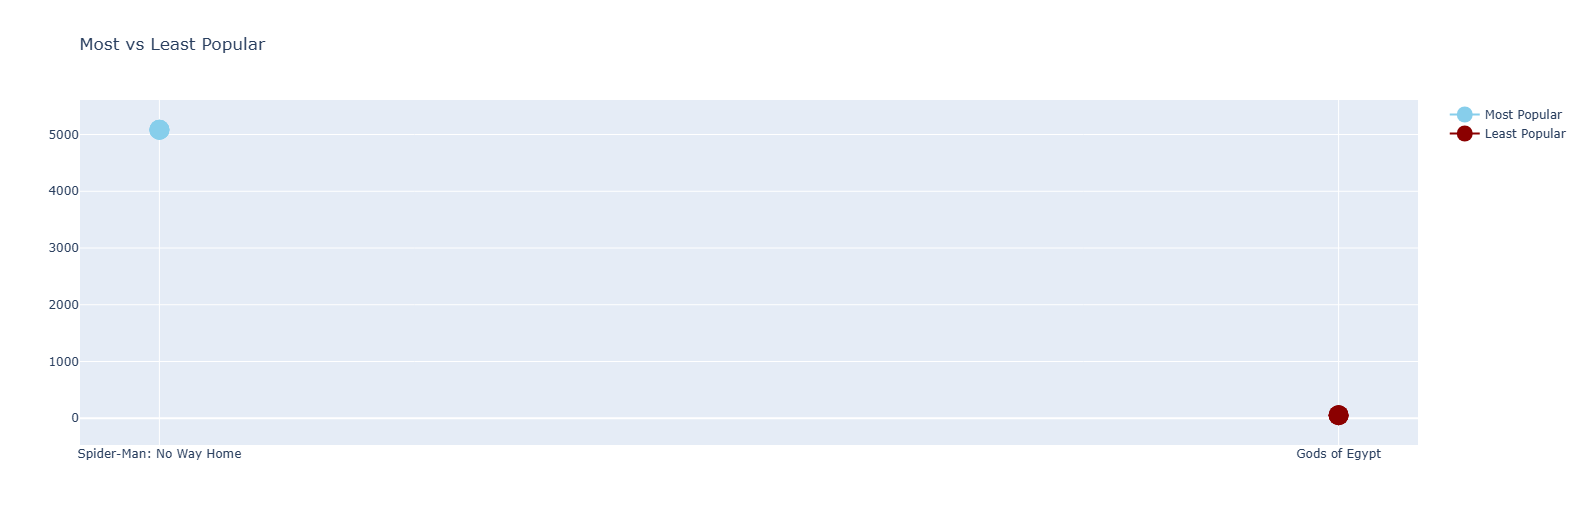 Most vs Least Popular
Most Popular
Least Popular
5000
4000
3000
2000
1000
0
Spider-Man: No Way Home
Gods of Egypt